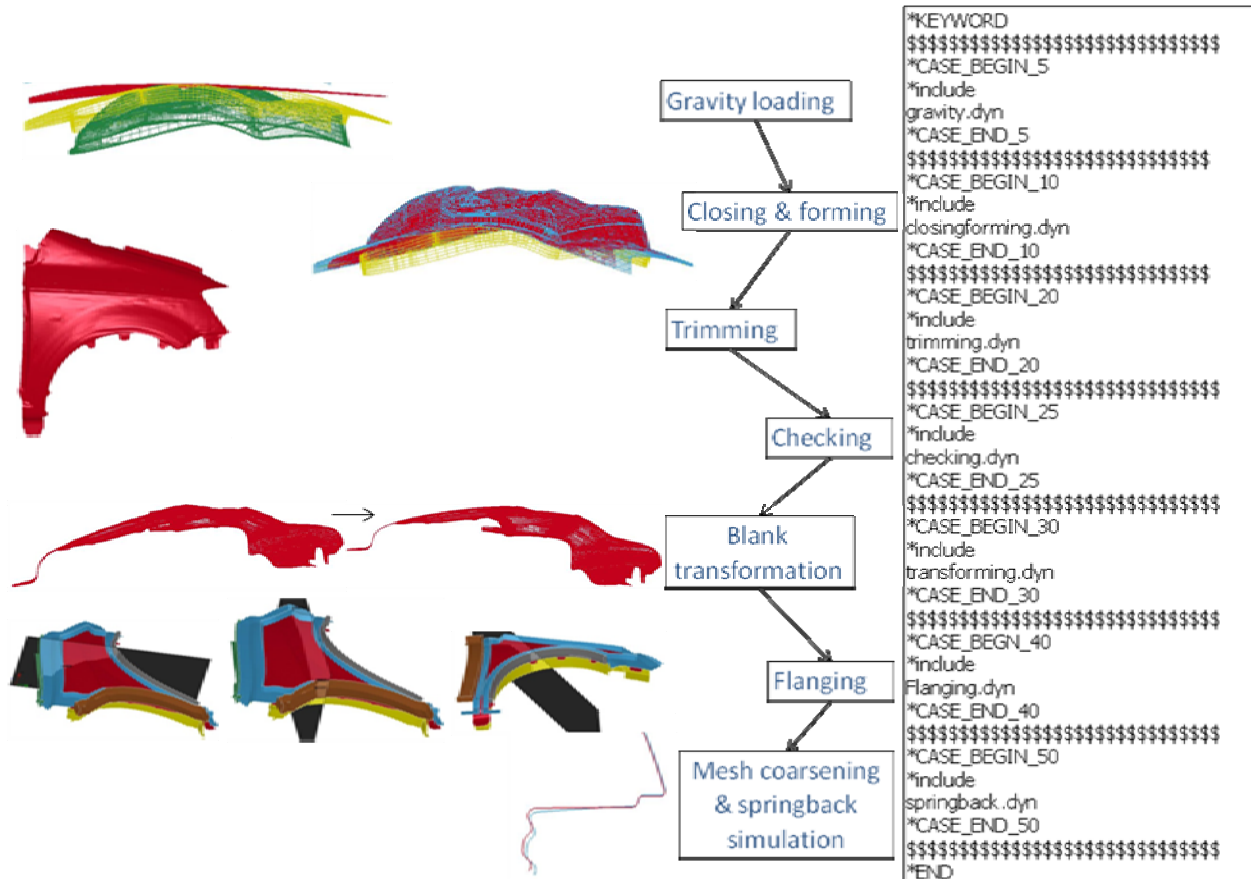 Gravity loading
Closing & forming
Trimming
Checking
Blank
transformation
Flanging
Mesh coarsening
& springback
simulation
*KEYWORD
$$$$$$$$$$$$$$$$$$$$$$$$$$$$$$
*CASE_BEGIN_5
*include
gravity.dyn
*CASE_END_5
$$$$$$$$$$$$$$$$$$$$$$$$$$$$$
*CASE_BEGIN_10
*include
closingforming.dyn
*CASE_END_10
$$$$$$$$$$$$$$$$$$$$$$$$$$$$$
*CASE_BEGIN_20
*include
trimming.dyn
*CASE_END_20
$$$$$$$$$$$$$$$$$$$$$$$$$$$$$$
*CASE_BEGIN_25
*include
checking.dyn
*CASE_END_25
$$$$$$$$$$$$$$$$$$$$$$$$$$$$$$
*CASE_BEGIN_30
*include
transforming.dyn
*CASE_END_30
$$$$$$$$$$$$$$$$$$$$$$$$$$$$$$
*CASE_BEGN_40
*include
Flanging.dyn
*CASE_END_40
$$$$$$$$$$$$$$$$$$$$$$$$$$$$$$
*CASE_BEGIN_50
*include
springback.dyn
*CASE_END_50
$$$$$$$$$$$$$$$$$$$$$$$$$$$$$$
*END